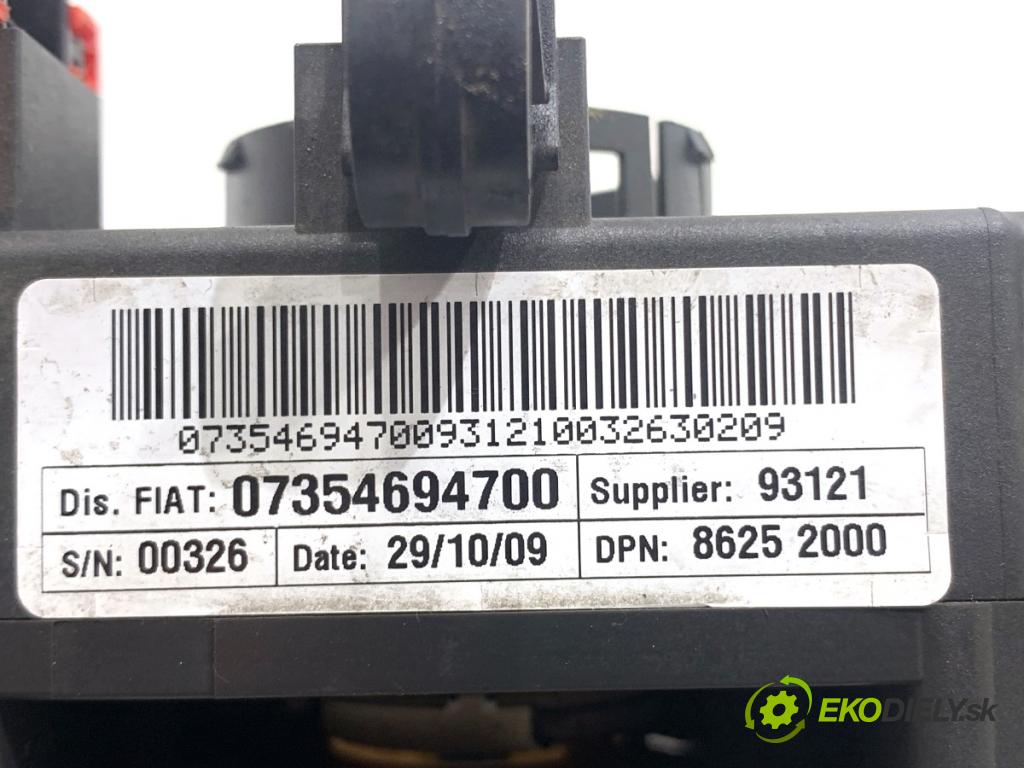 07354694700931210032630209
Dis. FIAT: 07354694700 Supplier: 93121
S/N: 00326 Date: 29/10/09 DPN: 8625 2000
EKODIELY.sk